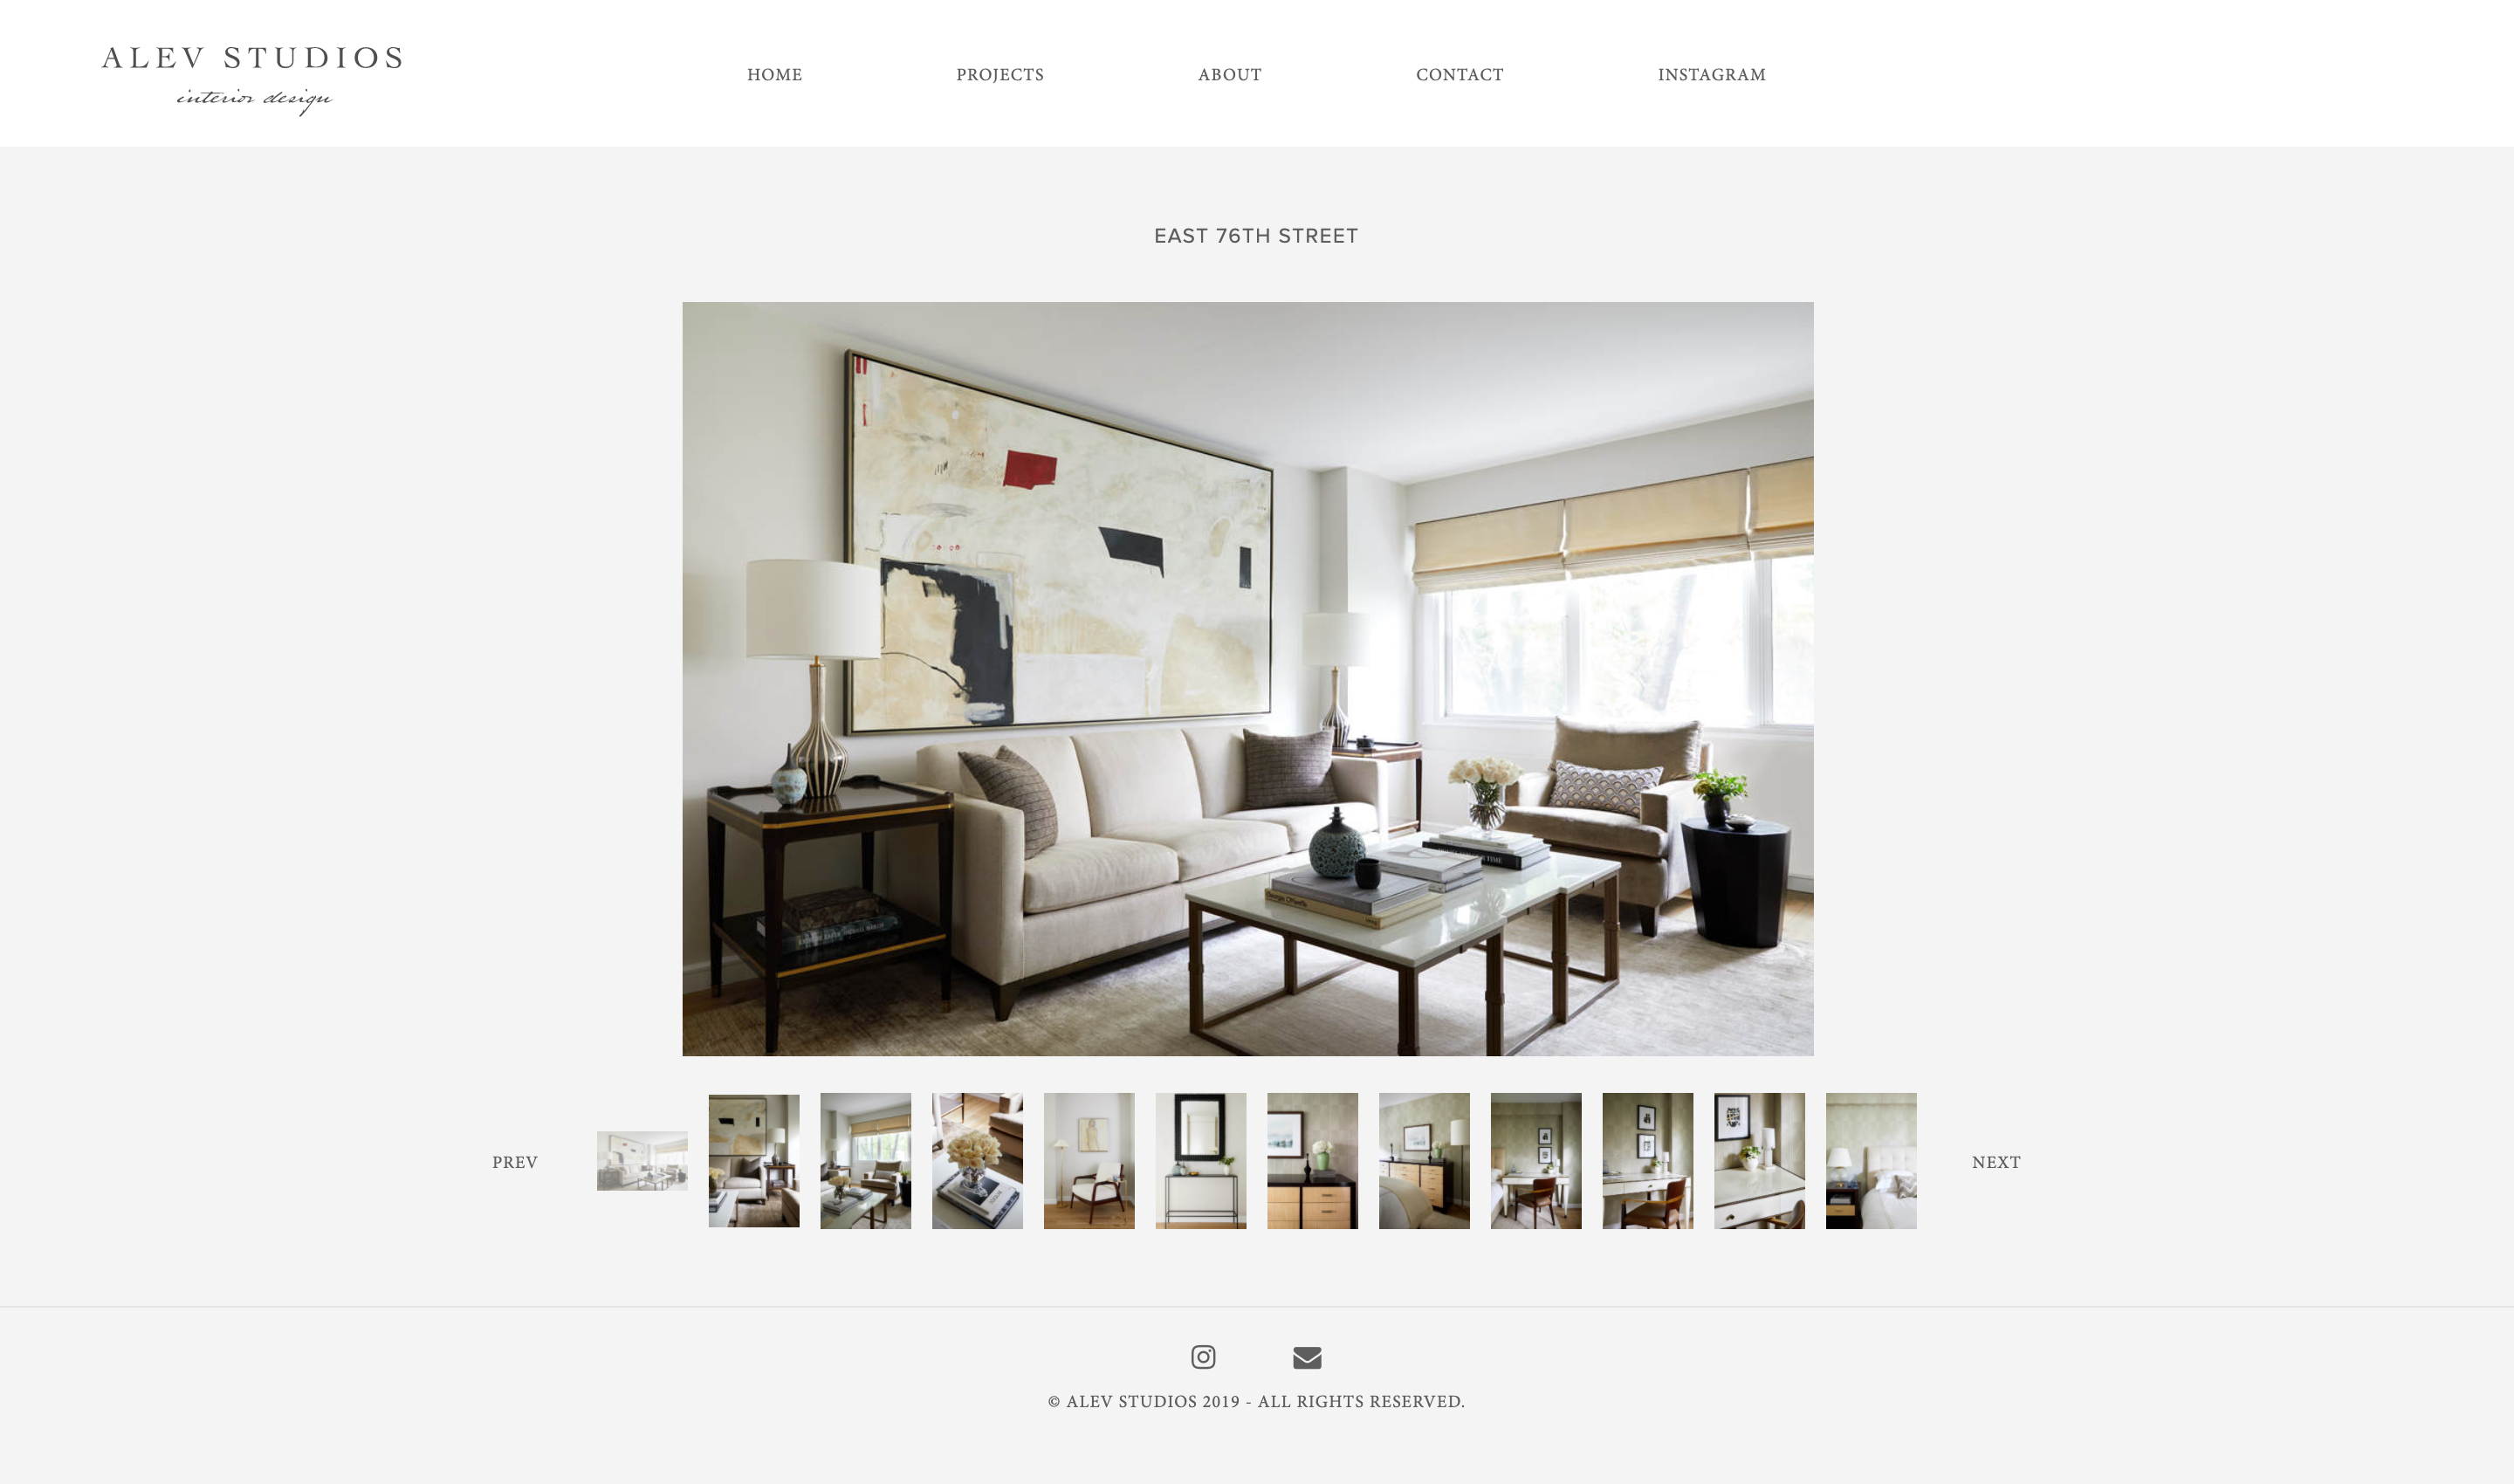 ALEV STUDIOS
interior design
HOME
PROJECTS
ABOUT
CONTACT
INSTAGRAM
EAST 76TH STREET
PREV
NEXT
© ALEV STUDIOS 2019 - ALL RIGHTS RESERVED.